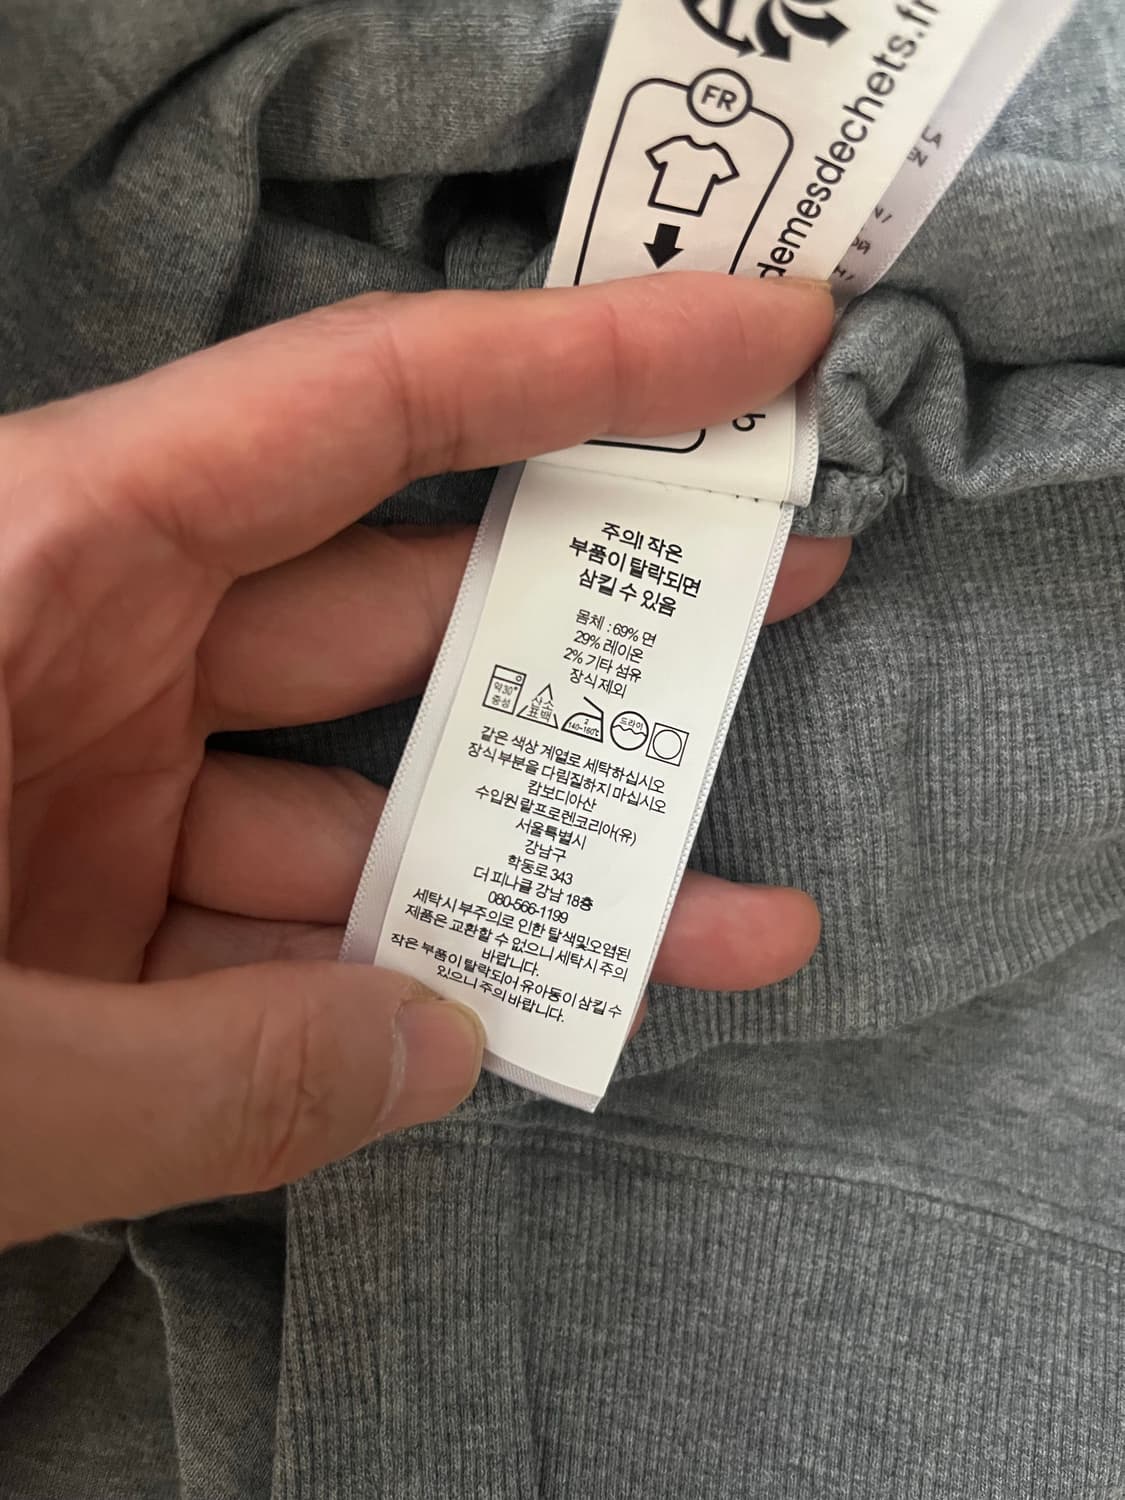 FR
demesdechets.fr
주의! 작은
부품이 탈락되면
삼킬 수 있음
몸체 : 69% 면
29% 레이온
2% 기타 섬유
장식 제외
약30°
중성
산소
표백
2
140~160℃
드라이
같은 색상 계열로 세탁하십시오
장식 부분을 다림질하지 마십시오
캄보디아산
수입원 랄프로렌코리아(유)
서울특별시
강남구
학동로 343
더 피나클 강남 18층
080-566-1199
세탁시 부주의로 인한 탈색및오염된
제품은 교환할 수 없으니 세탁시 주의
바랍니다.
작은 부품이 탈락되어 유아동이 삼킬 수
있으니 주의 바랍니다.